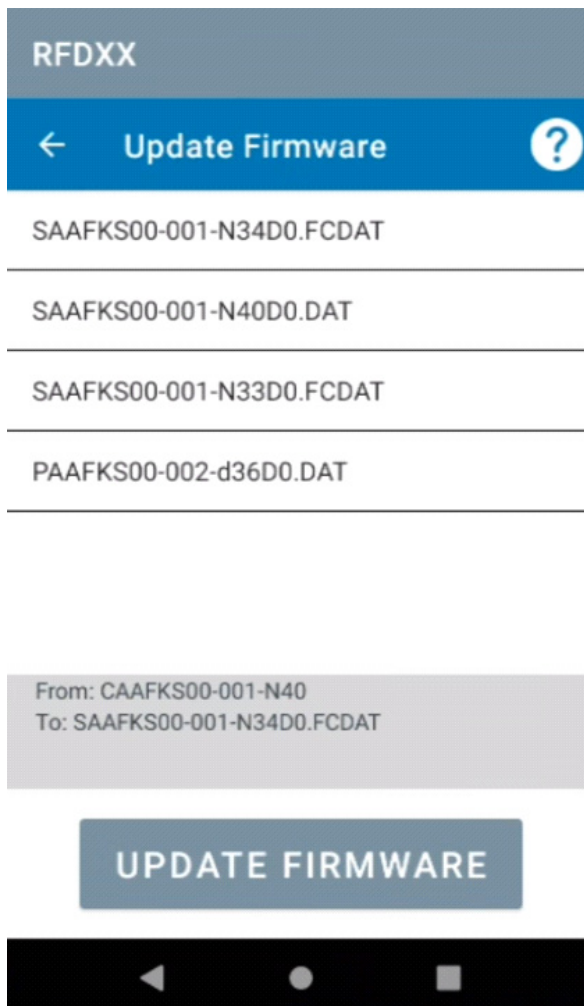 RFDXX
Update Firmware
?
SAAFKS00-001-N34D0.FCDAT
SAAFKS00-001-N40D0.DAT
SAAFKS00-001-N33D0.FCDAT
PAAFKS00-002-d36D0.DAT
From: CAAFKS00-001-N40
To: SAAFKS00-001-N34D0.FCDAT
UPDATE FIRMWARE